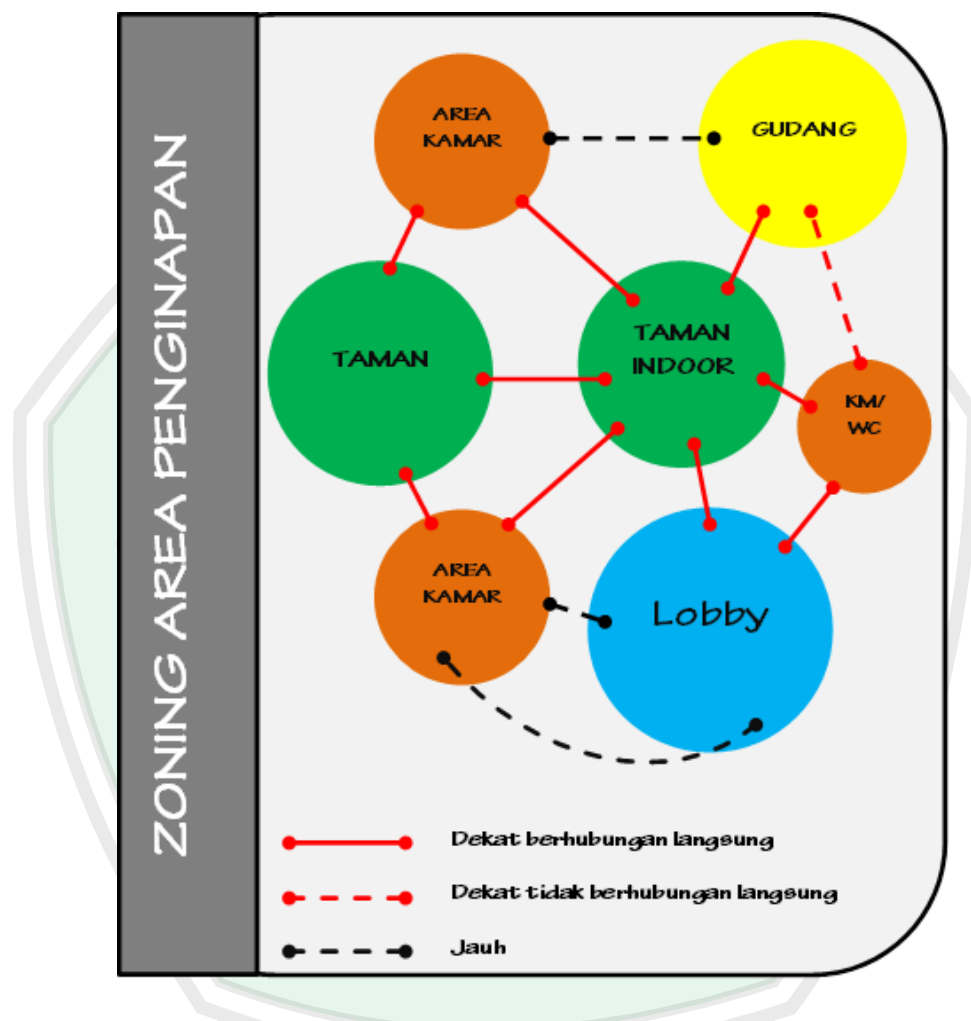 ZONING AREA PENGINAPAN
AREA
KAMAR
GUDANG
TAMAN
TAMAN
INDOOR
KM/
WC
AREA
KAMAR
Lobby
Dekat berhubungan langsung
Dekat tidak berhubungan langsung
Jauh